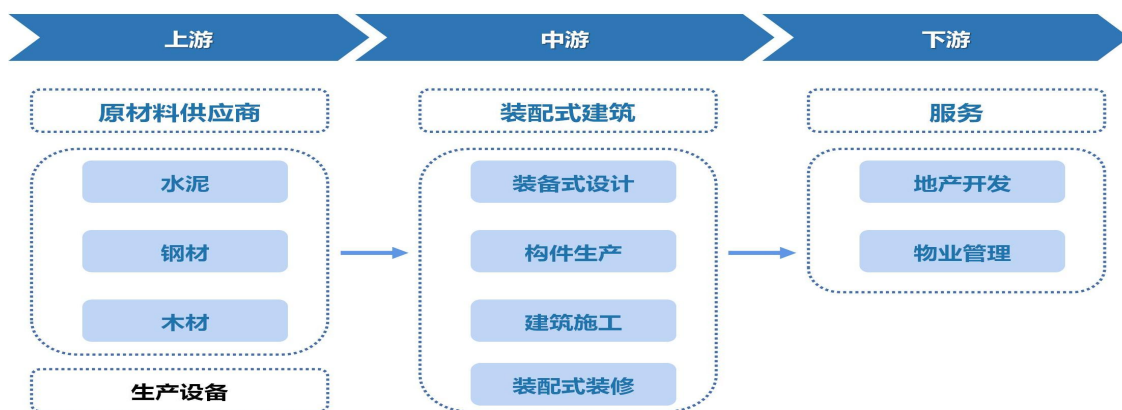 上游
中游
下游
原材料供应商
装配式建筑
服务
水泥
装备式设计
地产开发
钢材
构件生产
物业管理
木材
建筑施工
生产设备
装配式装修